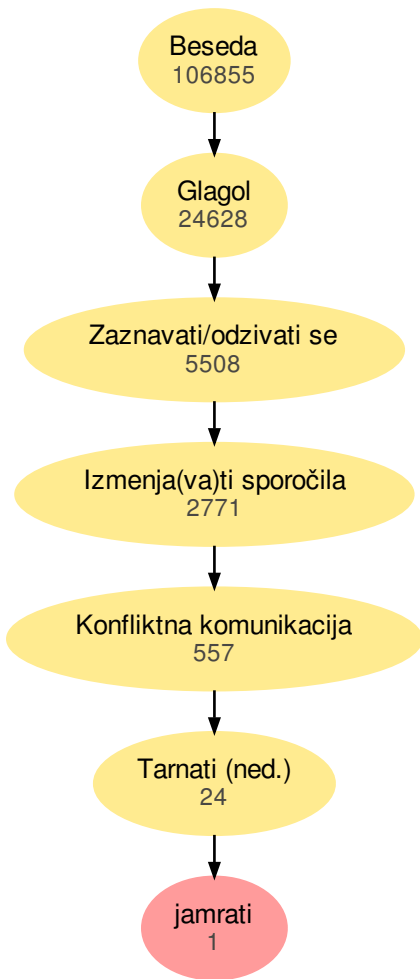 Beseda
106855
Glagol
24628
Zaznavati/odzivati se
5508
Izmenja(va)ti sporočila
2771
Konfliktna komunikacija
557
Tarnati (ned.)
24
jamrati
1